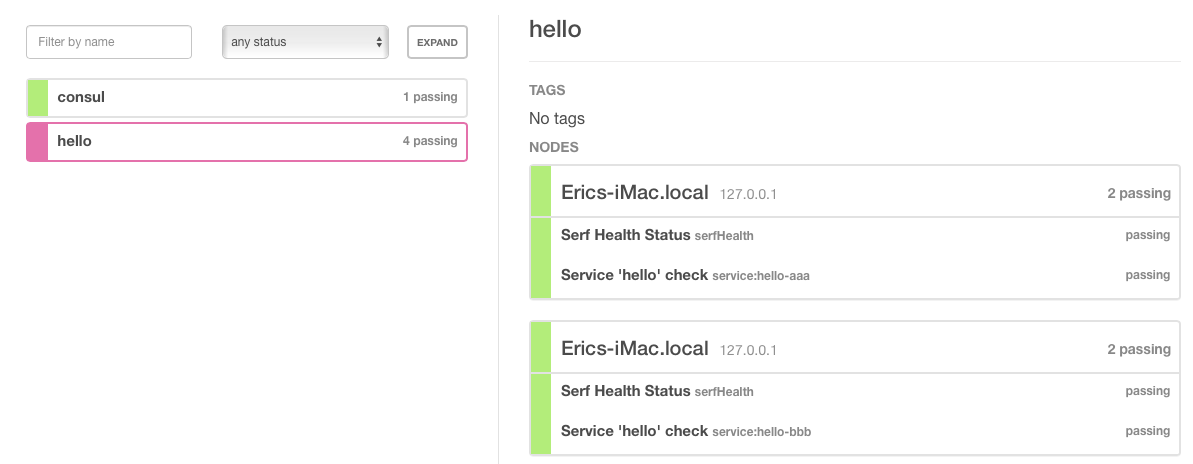 Filter by name
any status
EXPAND
consul 1 passing
hello 4 passing
hello
TAGS
No tags
NODES
Erics-iMac.local 127.0.0.1 2 passing
Serf Health Status serfHealth passing
Service 'hello' check service:hello-aaa passing
Erics-iMac.local 127.0.0.1 2 passing
Serf Health Status serfHealth passing
Service 'hello' check service:hello-bbb passing